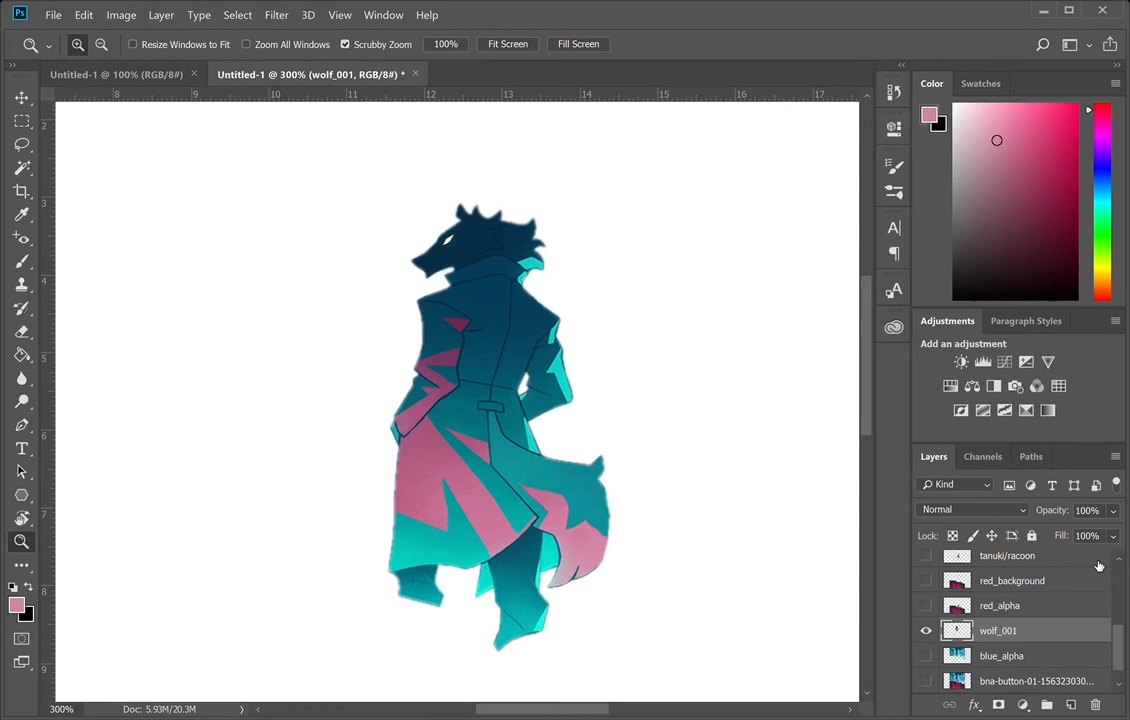 Ps File Edit Image Layer Type Select Filter 3D View Window Help
Resize Windows to Fit Zoom All Windows Scrubby Zoom 100% Fit Screen Fill Screen
Untitled-1 @ 100% (RGB/8#) × Untitled-1 @ 300% (wolf_001, RGB/8#) * ×
8 9 10 11 12 13 14 15 16 17
2
3
4
5
6
7
8
9
Color Swatches
Adjustments Paragraph Styles
Add an adjustment
Layers Channels Paths
Kind
Normal Opacity: 100%
Lock: Fill: 100%
tanuki/racoon
red_background
red_alpha
wolf_001
blue_alpha
bna-button-01-156323030...
fx
300% Doc: 5.93M/20.3M